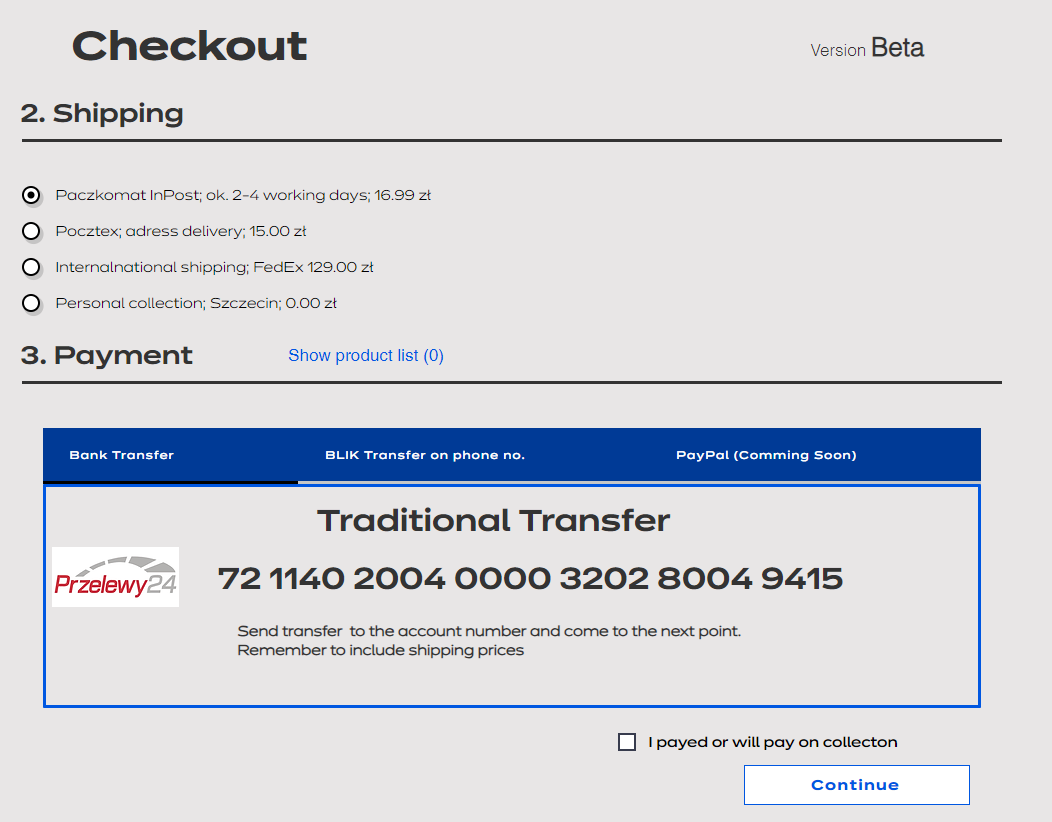 Checkout
Version Beta
2. Shipping
Paczkomat InPost; ok. 2-4 working days; 16.99 zł
Pocztex; adress delivery; 15.00 zł
Internalnational shipping; FedEx 129.00 zł
Personal collection; Szczecin; 0.00 zł
3. Payment Show product list (0)
Bank Transfer BLIK Transfer on phone no. PayPal (Comming Soon)
Traditional Transfer
Przelewy24 72 1140 2004 0000 3202 8004 9415
Send transfer to the account number and come to the next point.
Remember to include shipping prices
I payed or will pay on collecton
Continue